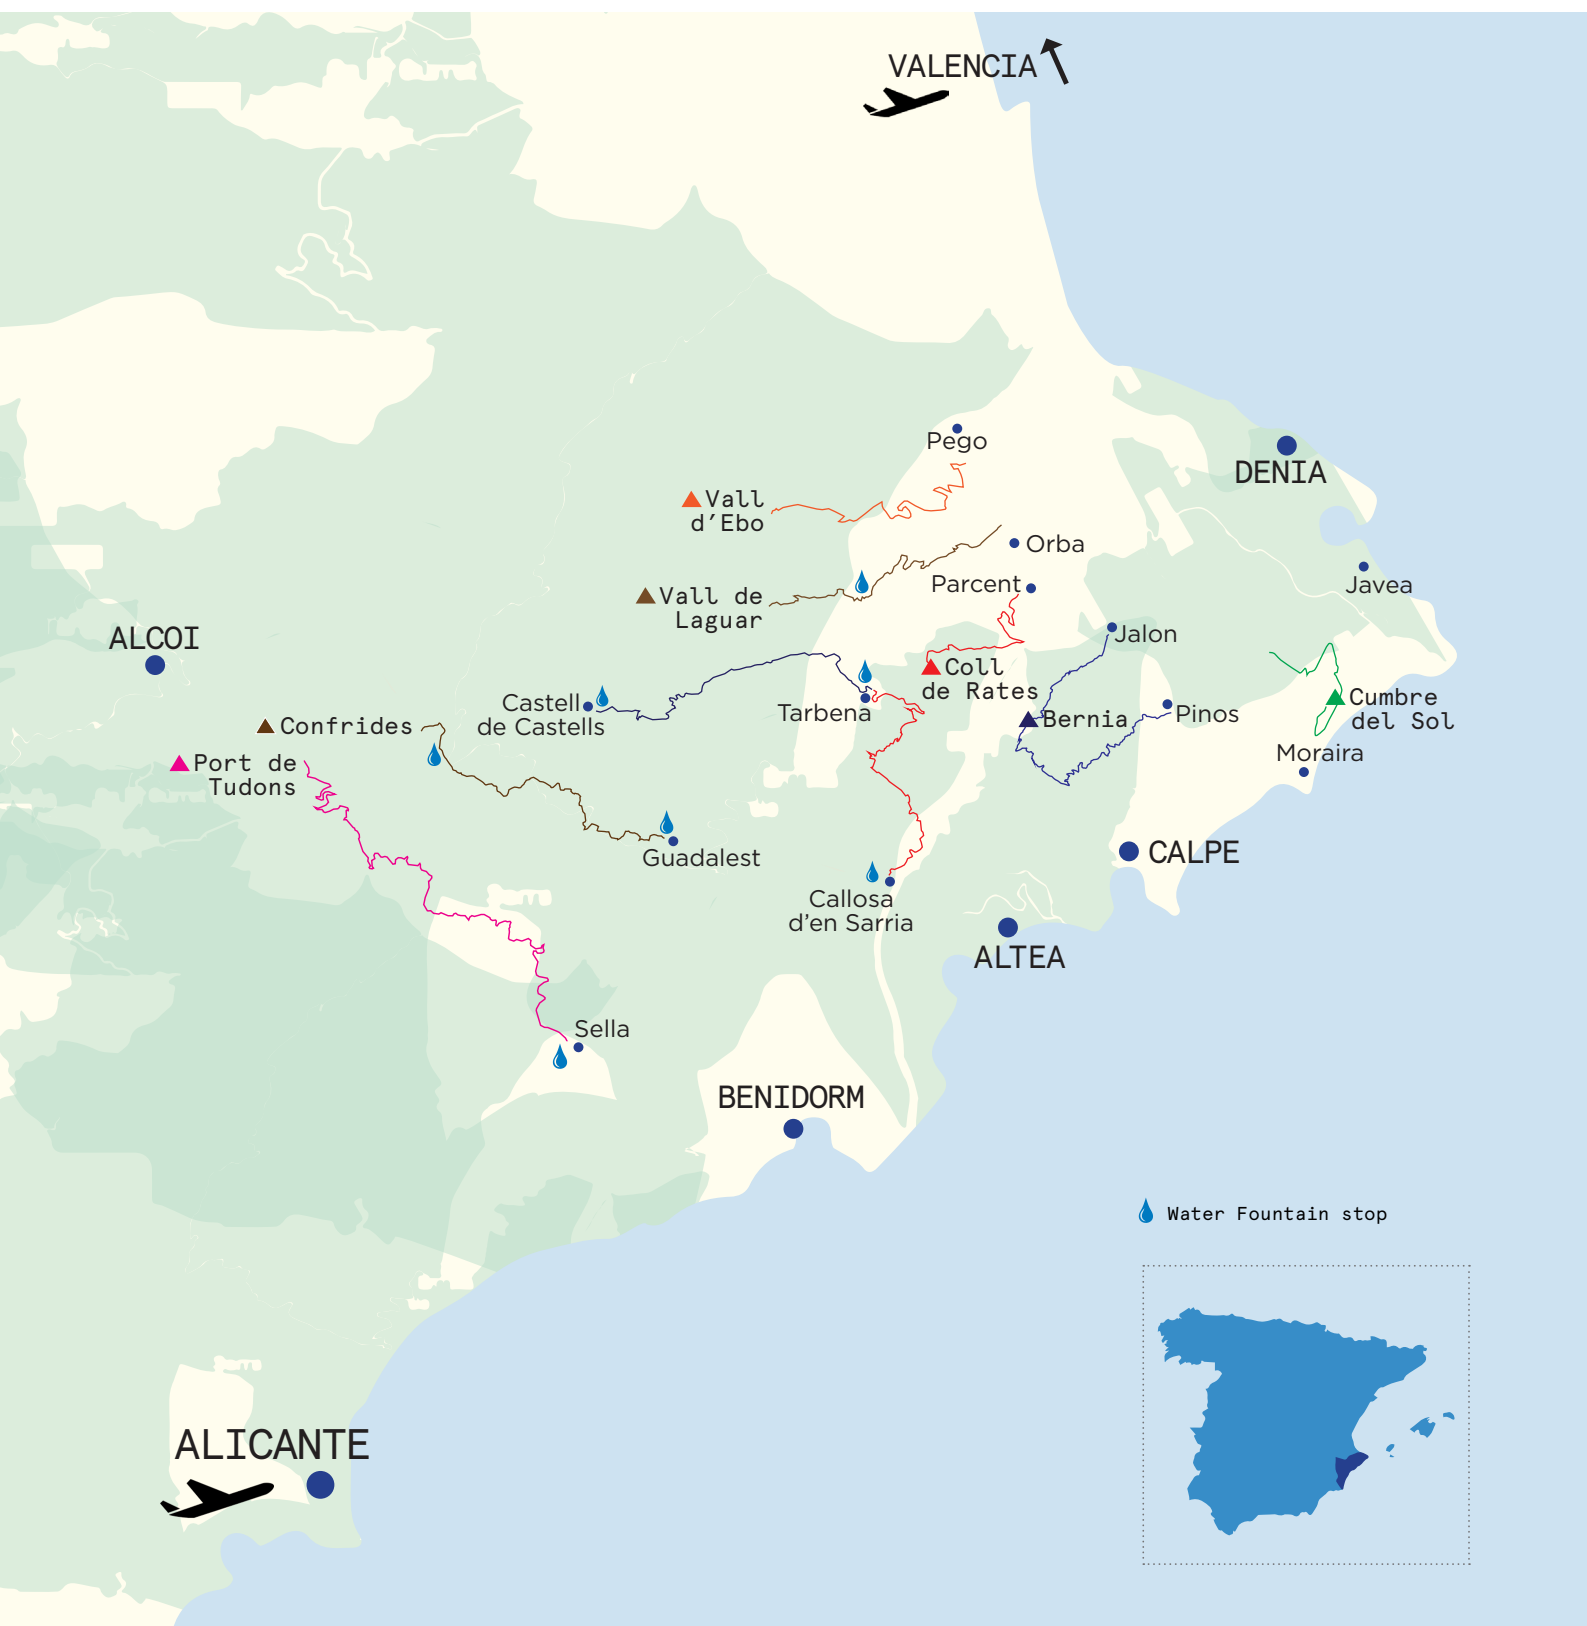 VALENCIA
Pego
DENIA
Vall
d'Ebo
Orba
Parcent
Javea
Vall de
Laguar
ALCOI
Jalon
Coll
de Rates
Castell
de Castells
Tarbena
Bernia
Pinos
Cumbre
del Sol
Confrides
Port de
Tudons
Moraira
Guadalest
CALPE
Callosa
d'en Sarria
ALTEA
Sella
BENIDORM
Water Fountain stop
ALICANTE